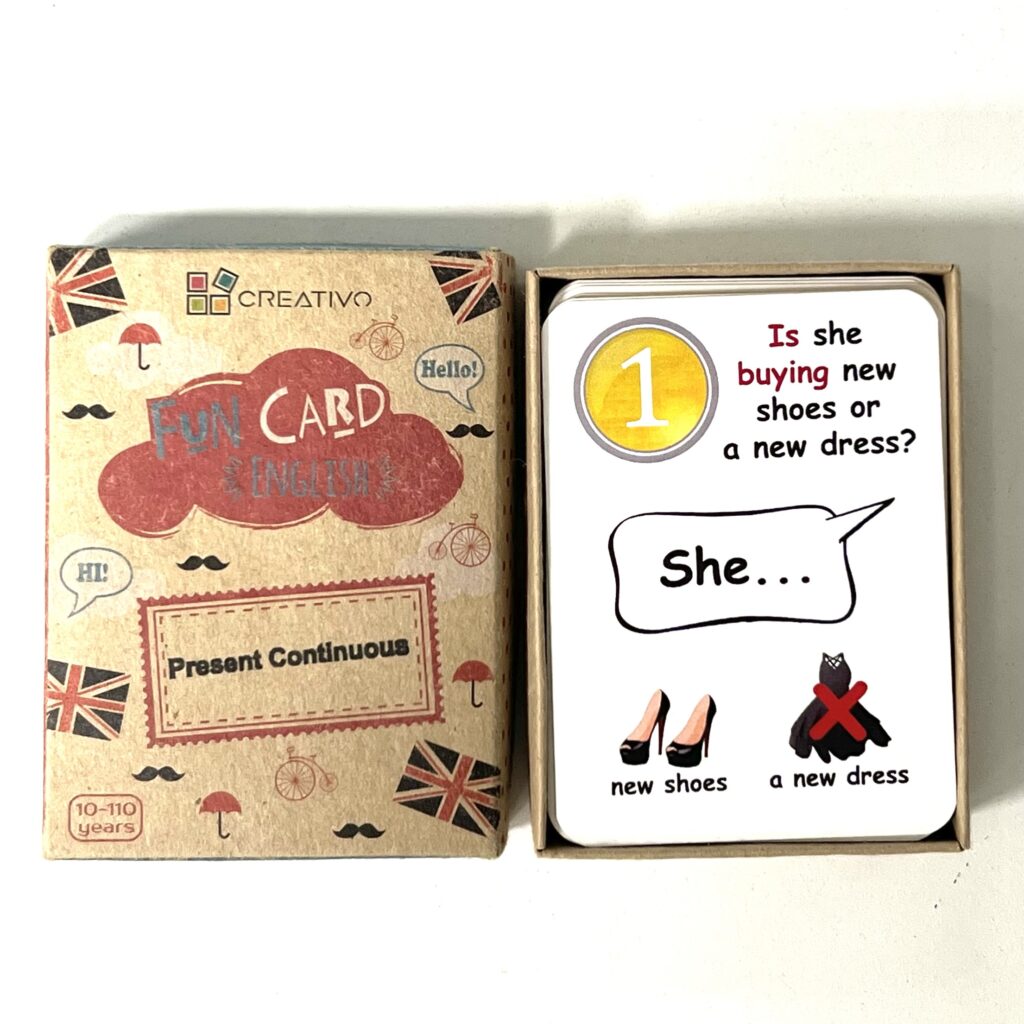 CREATIVO
Hello!
FUN CARD
ENGLISH
HI!
Present Continuous
10-110
years
1
Is she
buying new
shoes or
a new dress?
She...
new shoes
a new dress